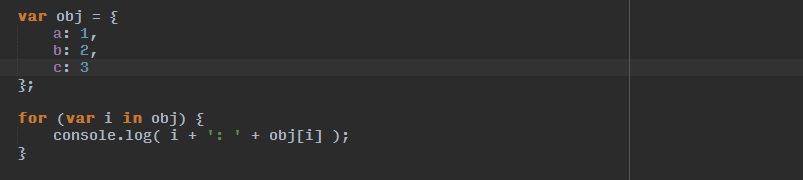 var obj = {
    a: 1,
    b: 2,
    c: 3
};

for (var i in obj) {
    console.log( i + ': ' + obj[i] );
}